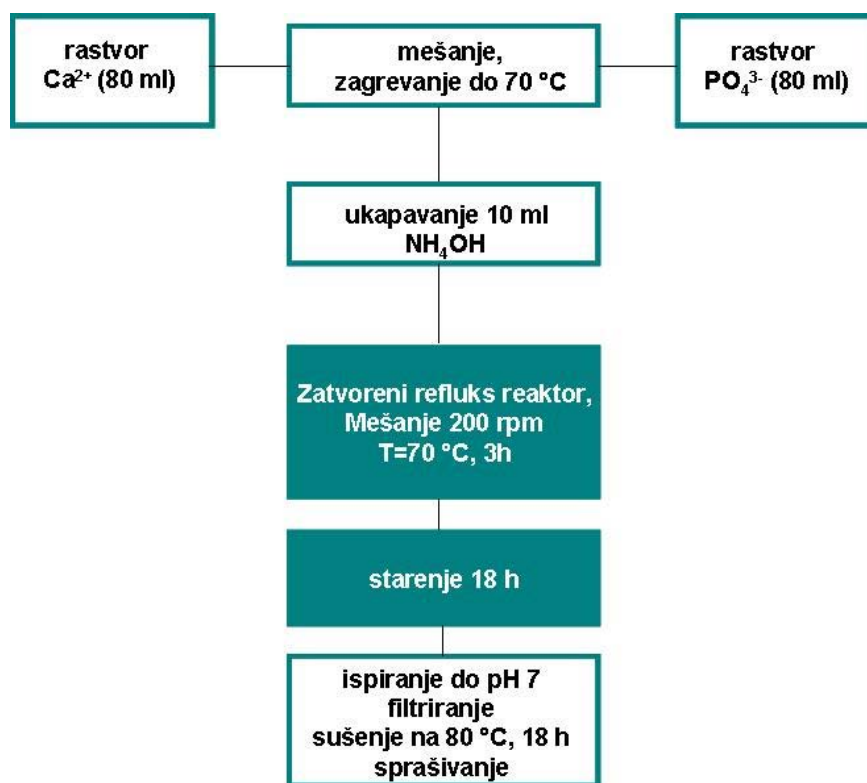 rastvor
Ca²⁺ (80 ml)
mešanje,
zagrevanje do 70 °C
rastvor
PO₄³⁻ (80 ml)
ukapavanje 10 ml
NH₄OH
Zatvoreni refluks reaktor,
Mešanje 200 rpm
T=70 °C, 3h
starenje 18 h
ispiranje do pH 7
filtriranje
sušenje na 80 °C, 18 h
sprašivanje